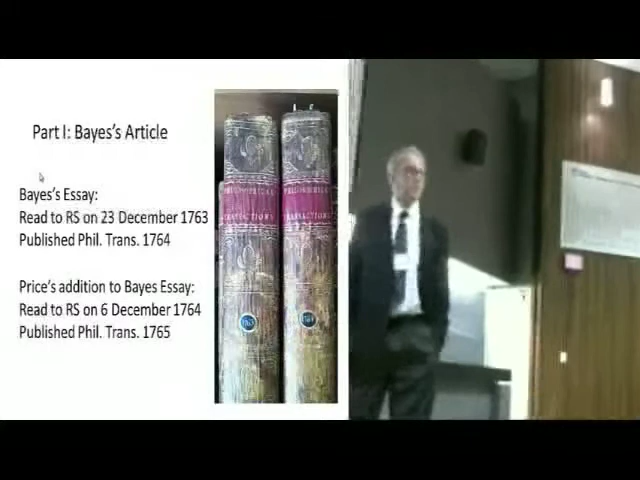 Part I: Bayes's Article
Bayes's Essay:
Read to RS on 23 December 1763
Published Phil. Trans. 1764
Price's addition to Bayes Essay:
Read to RS on 6 December 1764
Published Phil. Trans. 1765
PHILOSOPHICAL
TRANSACTIONS
PHILOSOPHICAL
TRANSACTIONS